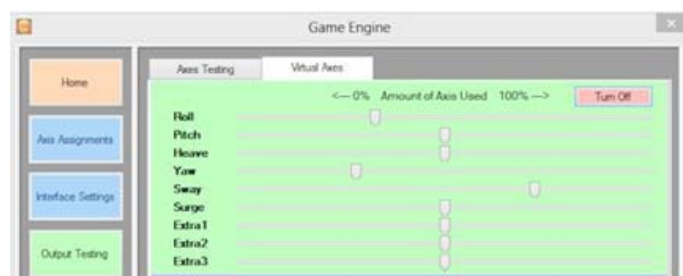 Game Engine
Home
Axis Assignments
Interface Settings
Output Testing
Axes Testing
Virtual Axes
<--- 0% Amount of Axis Used 100% --->
Turn Off
Roll
Pitch
Heave
Yaw
Sway
Surge
Extra1
Extra2
Extra3